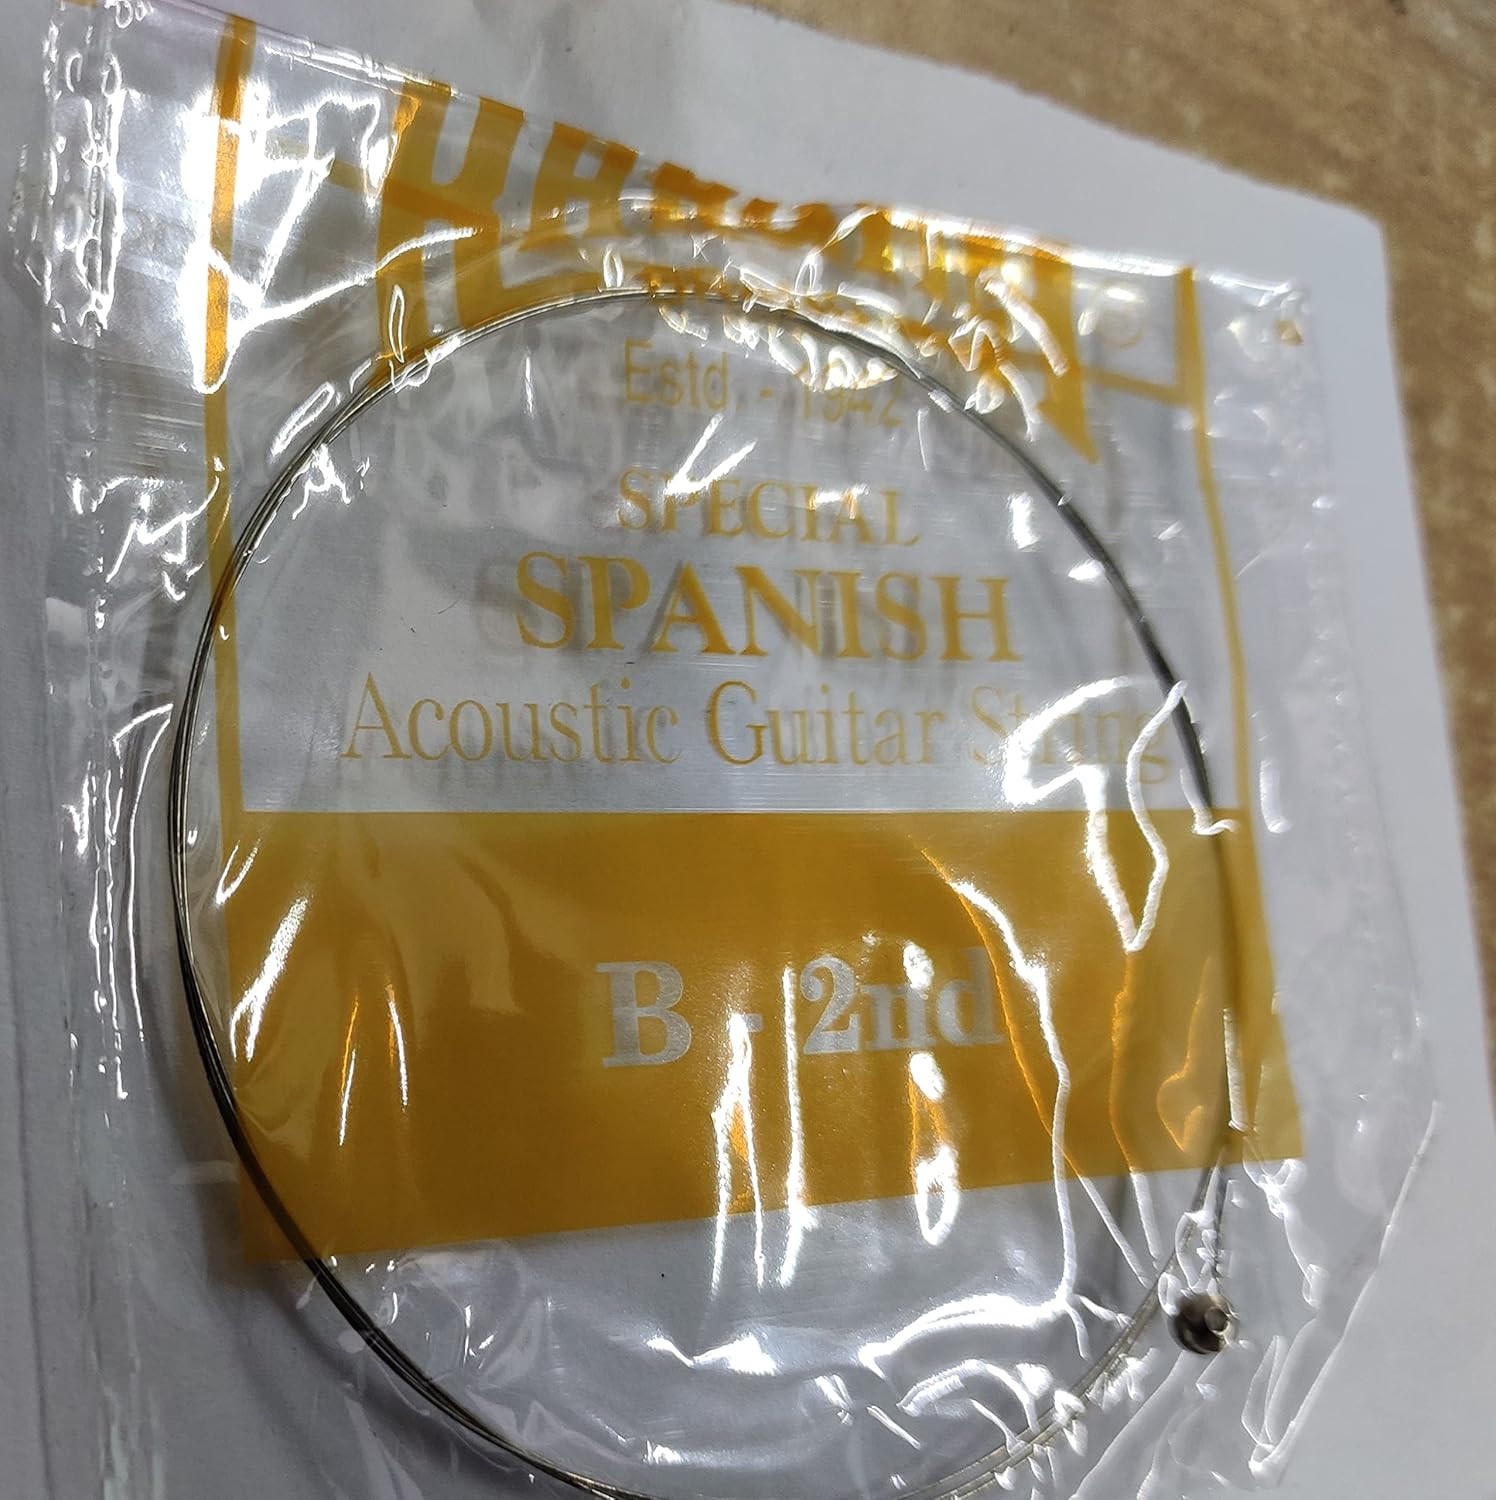 Estd. - 1942
SPECIAL
SPANISH
Acoustic Guitar String
B - 2nd